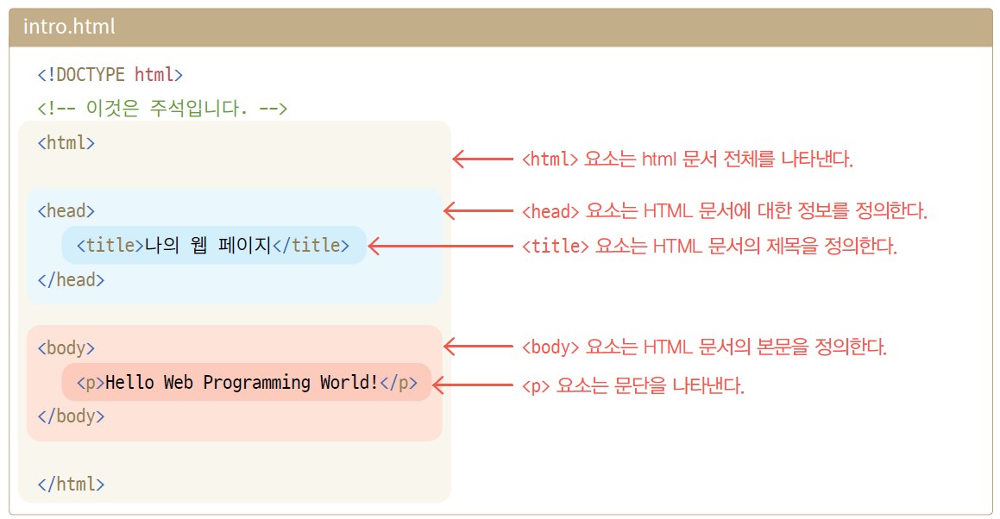 intro.html
<!DOCTYPE html>
<!-- 이것은 주석입니다. -->
<html>
<html> 요소는 html 문서 전체를 나타낸다.
<head>
<head> 요소는 HTML 문서에 대한 정보를 정의한다.
<title>나의 웹 페이지</title>
<title> 요소는 HTML 문서의 제목을 정의한다.
</head>
<body>
<body> 요소는 HTML 문서의 본문을 정의한다.
<p>Hello Web Programming World!</p>
<p> 요소는 문단을 나타낸다.
</body>
</html>